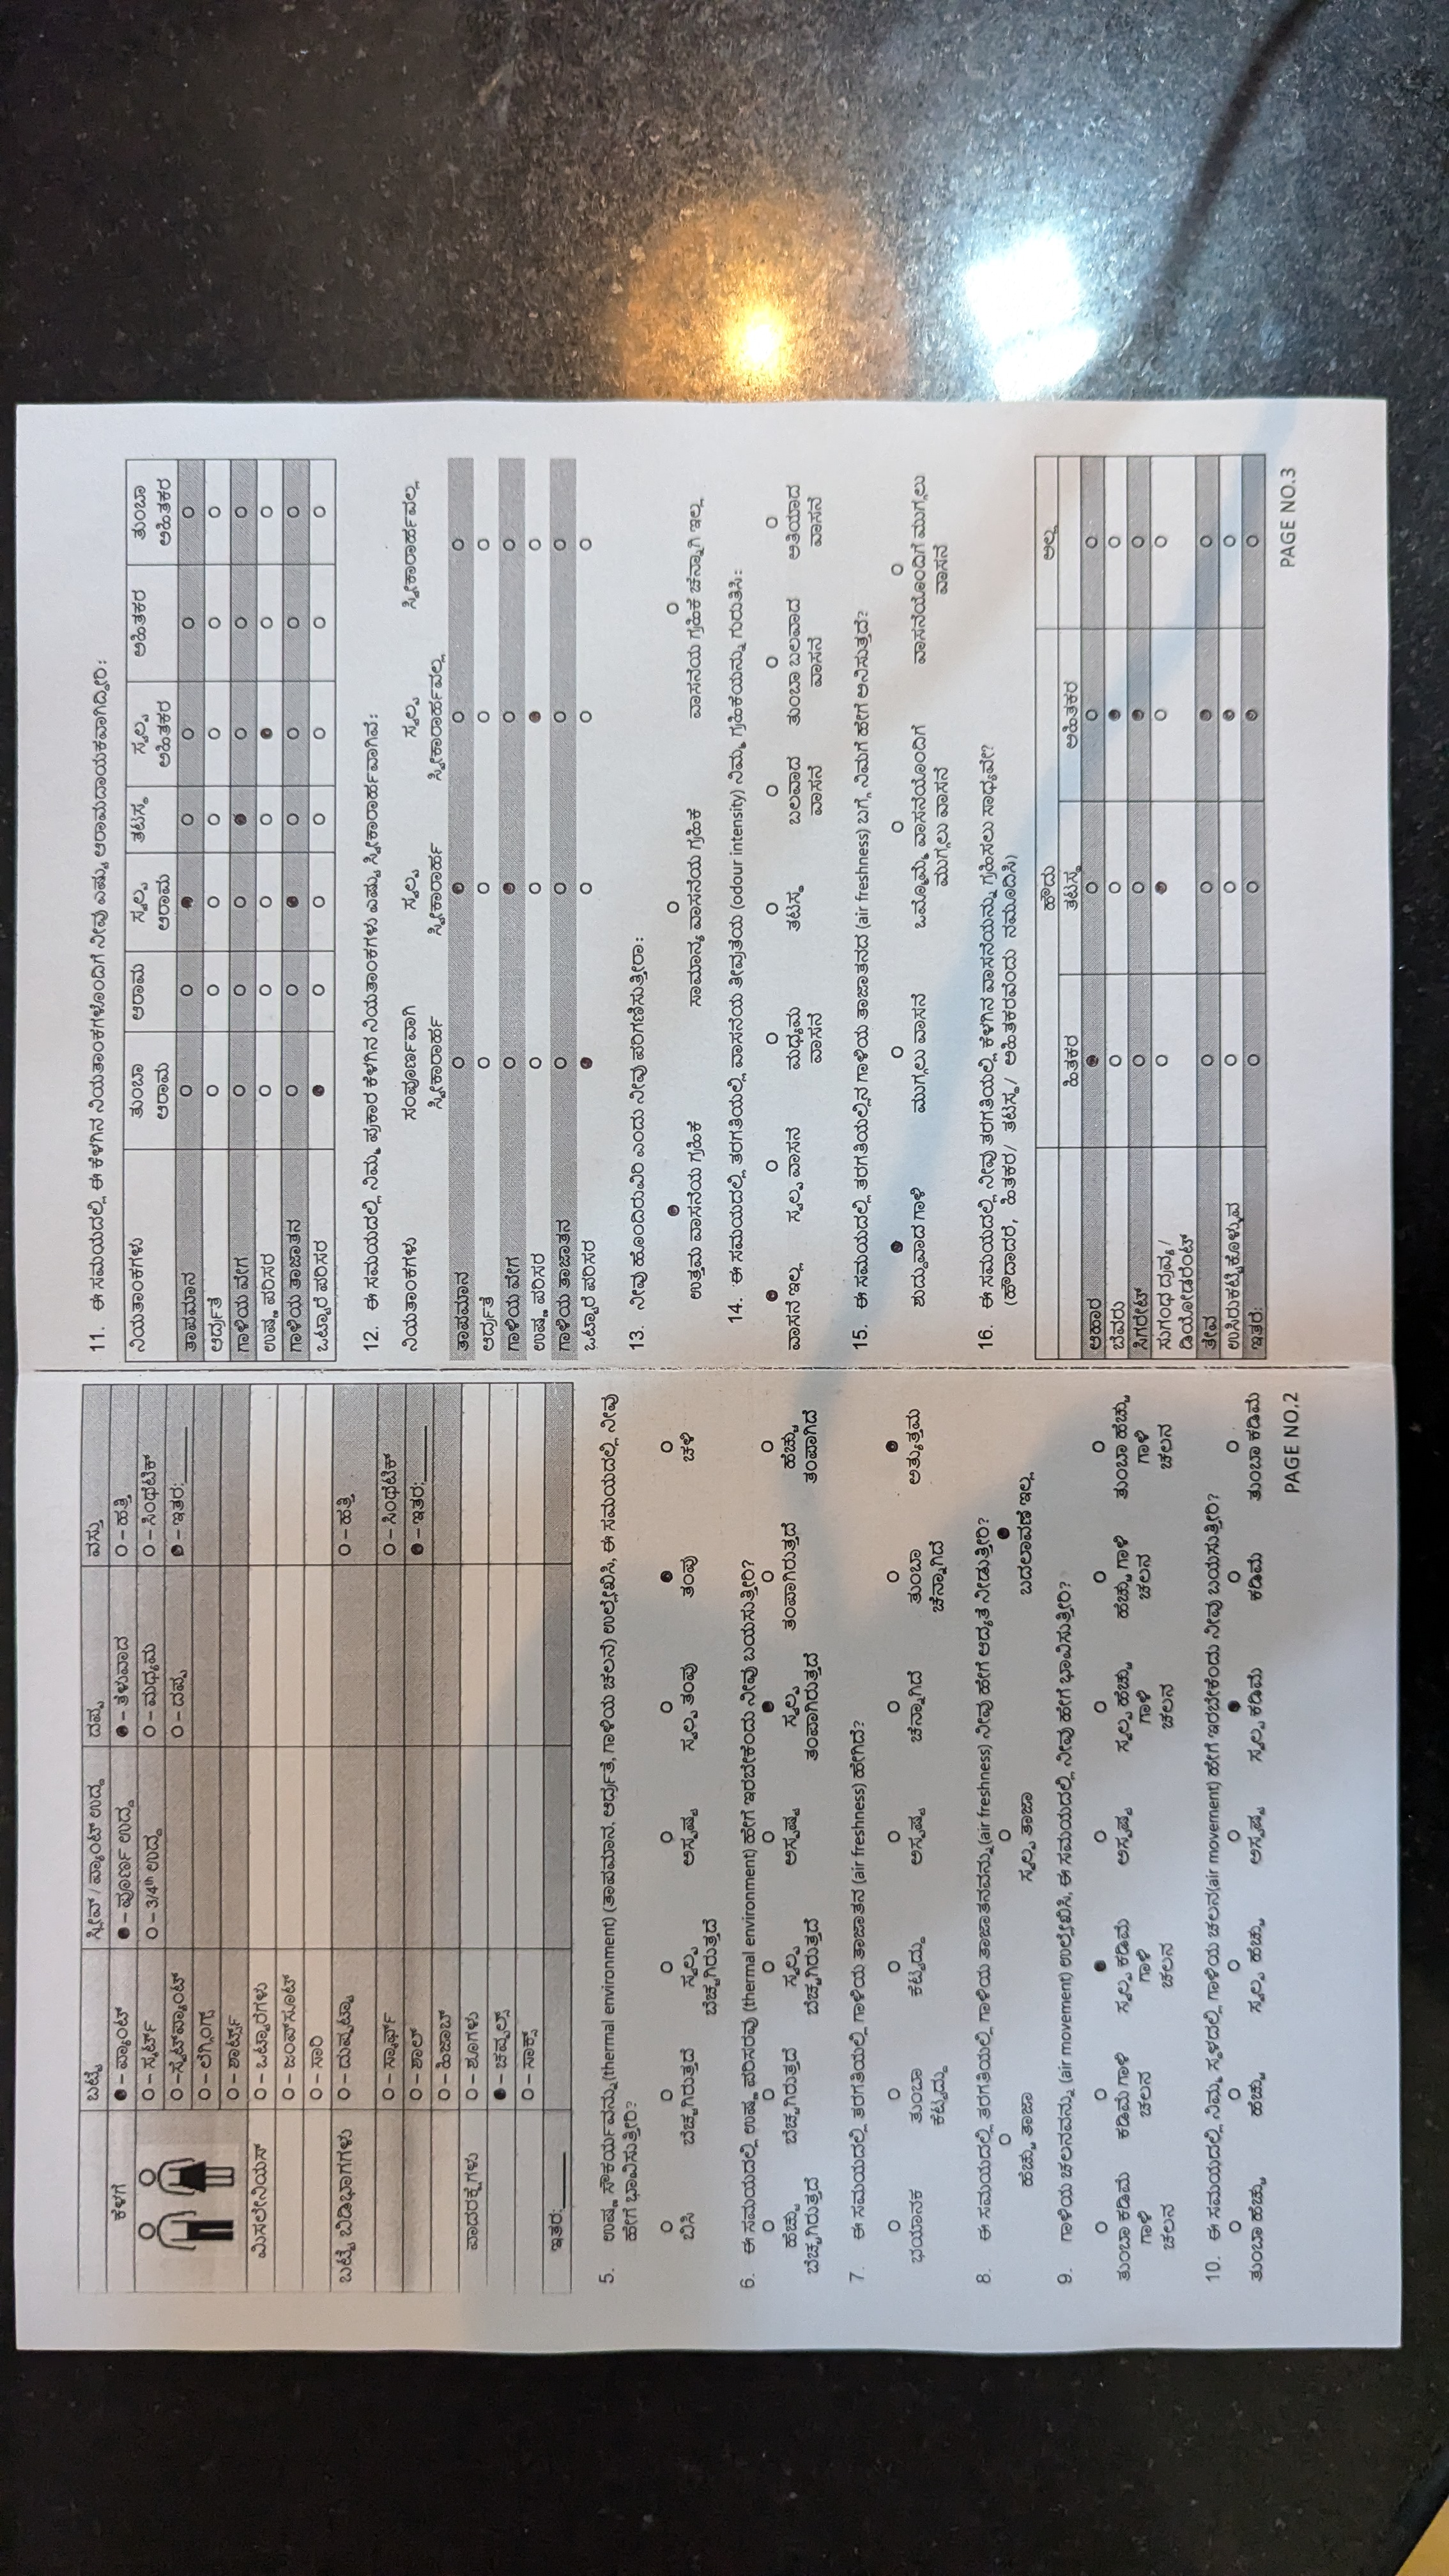 ಬಟ್ಟೆ ಸ್ಲೀವ್ / ಪ್ಯಾಂಟ್ ಉದ್ದ ದಪ್ಪ ವಸ್ತು
ಕೆಳಗೆ ●– ಪ್ಯಾಂಟ್ ●– ಪೂರ್ಣ ಉದ್ದ ●– ತೆಳುವಾದ O – ಹತ್ತಿ
O – ಸ್ಕರ್ಟ್ O – 3/4th ಉದ್ದ O – ಮಧ್ಯಮ O – ಸಿಂಥೆಟಿಕ್
O –ಸ್ವೆಟ್‌ಪ್ಯಾಂಟ್ O – ದಪ್ಪ ● – ಇತರ:______
O – ಲೆಗ್ಗಿಂಗ್ಸ್
O – ಶಾರ್ಟ್ಸ್
ಮಿಸಲೇನಿಯಸ್ O – ಒಟ್ಟಾರೆಗಳು
O – ಜಂಪ್‌ಸೂಟ್
O – ಸಾರಿ
ಬಟ್ಟೆ ಬಿಡಿಭಾಗಗಳು O – ದುಪ್ಪಟ್ಟಾ O – ಹತ್ತಿ
O – ಸ್ಕಾರ್ಫ್ O – ಸಿಂಥೆಟಿಕ್
O – ಶಾಲ್ ● – ಇತರ:______
O – ಹಿಜಾಬ್
ಪಾದರಕ್ಷೆಗಳು O – ಶೂಗಳು
● – ಚಪ್ಪಲ್ಸ್
O – ಸಾಕ್ಸ್
ಇತರ:______
5. ಉಷ್ಣ ಸೌಕರ್ಯವನ್ನು(thermal environment) (ತಾಪಮಾನ, ಆರ್ದ್ರತೆ, ಗಾಳಿಯ ಚಲನೆ) ಉಲ್ಲೇಖಿಸಿ, ಈ ಸಮಯದಲ್ಲಿ ನೀವು
ಹೇಗೆ ಭಾವಿಸುತ್ತೀರಿ?
O O O O O ● O
ಬಿಸಿ ಬೆಚ್ಚಗಿರುತ್ತದೆ ಸ್ವಲ್ಪ ಅಸ್ಪಷ್ಟ ಸ್ವಲ್ಪ ತಂಪು ತಂಪು ಚಳಿ
ಬೆಚ್ಚಗಿರುತ್ತದೆ
6. ಈ ಸಮಯದಲ್ಲಿ ಉಷ್ಣ ಪರಿಸರವು (thermal environment) ಹೇಗೆ ಇರಬೇಕೆಂದು ನೀವು ಬಯಸುತ್ತೀರಿ?
O O O O ● O O
ಹೆಚ್ಚು ಬೆಚ್ಚಗಿರುತ್ತದೆ ಸ್ವಲ್ಪ ಅಸ್ಪಷ್ಟ ಸ್ವಲ್ಪ ತಂಪಾಗಿರುತ್ತದೆ ಹೆಚ್ಚು
ಬೆಚ್ಚಗಿರುತ್ತದೆ ಬೆಚ್ಚಗಿರುತ್ತದೆ ತಂಪಾಗಿರುತ್ತದೆ ತಂಪಾಗಿದೆ
7. ಈ ಸಮಯದಲ್ಲಿ ತರಗತಿಯಲ್ಲಿ ಗಾಳಿಯ ತಾಜಾತನ (air freshness) ಹೇಗಿದೆ?
O O O O O O ●
ಭಯಾನಕ ತುಂಬಾ ಕೆಟ್ಟದ್ದು ಅಸ್ಪಷ್ಟ ಚೆನ್ನಾಗಿದೆ ತುಂಬಾ ಅತ್ಯುತ್ತಮ
ಕೆಟ್ಟದ್ದು ಚೆನ್ನಾಗಿದೆ
8. ಈ ಸಮಯದಲ್ಲಿ ತರಗತಿಯಲ್ಲಿ ಗಾಳಿಯ ತಾಜಾತನವನ್ನು(air freshness) ನೀವು ಹೇಗೆ ಆದ್ಯತೆ ನೀಡುತ್ತೀರಿ?
O O ●
ಹೆಚ್ಚು ತಾಜಾ ಸ್ವಲ್ಪ ತಾಜಾ ಬದಲಾವಣೆ ಇಲ್ಲ
9. ಗಾಳಿಯ ಚಲನವನ್ನು (air movement) ಉಲ್ಲೇಖಿಸಿ, ಈ ಸಮಯದಲ್ಲಿ ನೀವು ಹೇಗೆ ಭಾವಿಸುತ್ತೀರಿ?
O O ● O O O O
ತುಂಬಾ ಕಡಿಮೆ ಕಡಿಮೆ ಗಾಳಿ ಸ್ವಲ್ಪ ಕಡಿಮೆ ಅಸ್ಪಷ್ಟ ಸ್ವಲ್ಪ ಹೆಚ್ಚು ಹೆಚ್ಚು ಗಾಳಿ ತುಂಬಾ ಹೆಚ್ಚು
ಗಾಳಿ ಚಲನ ಗಾಳಿ ಗಾಳಿ ಚಲನ ಗಾಳಿ
ಚಲನ ಚಲನ ಚಲನ ಚಲನ
10. ಈ ಸಮಯದಲ್ಲಿ ನಿಮ್ಮ ಸ್ಥಳದಲ್ಲಿ ಗಾಳಿಯ ಚಲನ(air movement) ಹೇಗೆ ಇರಬೇಕೆಂದು ನೀವು ಬಯಸುತ್ತೀರಿ?
O O O O ● O O
ತುಂಬಾ ಹೆಚ್ಚು ಹೆಚ್ಚು ಸ್ವಲ್ಪ ಹೆಚ್ಚು ಅಸ್ಪಷ್ಟ ಸ್ವಲ್ಪ ಕಡಿಮೆ ಕಡಿಮೆ ತುಂಬಾ ಕಡಿಮೆ
PAGE NO.2
11. ಈ ಸಮಯದಲ್ಲಿ ಈ ಕೆಳಗಿನ ನಿಯತಾಂಕಗಳೊಂದಿಗೆ ನೀವು ಎಷ್ಟು ಆರಾಮದಾಯಕವಾಗಿದ್ದೀರಿ:
ನಿಯತಾಂಕಗಳು ತುಂಬಾ ಆರಾಮ ಸ್ವಲ್ಪ ತಟಸ್ಥ ಸ್ವಲ್ಪ ಅಹಿತಕರ ತುಂಬಾ
ಆರಾಮ ಆರಾಮ ಅಹಿತಕರ ಅಹಿತಕರ
ತಾಪಮಾನ O O ● O O O O
ಆರ್ದ್ರತೆ O O O O O O O
ಗಾಳಿಯ ವೇಗ O O O ● O O O
ಉಷ್ಣ ಪರಿಸರ O O O O ● O O
ಗಾಳಿಯ ತಾಜಾತನ O O ● O O O O
ಒಟ್ಟಾರೆ ಪರಿಸರ ● O O O O O O
12. ಈ ಸಮಯದಲ್ಲಿ ನಿಮ್ಮ ಪ್ರಕಾರ ಕೆಳಗಿನ ನಿಯತಾಂಕಗಳು ಎಷ್ಟು ಸ್ವೀಕಾರಾರ್ಹವಾಗಿವೆ:
ನಿಯತಾಂಕಗಳು ಸಂಪೂರ್ಣವಾಗಿ ಸ್ವಲ್ಪ ಸ್ವಲ್ಪ ಸ್ವೀಕಾರಾರ್ಹವಲ್ಲ
ಸ್ವೀಕಾರಾರ್ಹ ಸ್ವೀಕಾರಾರ್ಹ ಸ್ವೀಕಾರಾರ್ಹವಲ್ಲ
ತಾಪಮಾನ O ● O O
ಆರ್ದ್ರತೆ O O O O
ಗಾಳಿಯ ವೇಗ O ● O O
ಉಷ್ಣ ಪರಿಸರ O O ● O
ಗಾಳಿಯ ತಾಜಾತನ O O O O
ಒಟ್ಟಾರೆ ಪರಿಸರ ● O O O
13. ನೀವು ಹೊಂದಿರುವಿರಿ ಎಂದು ನೀವು ಪರಿಗಣಿಸುತ್ತೀರಾ:
● O O
ಉತ್ತಮ ವಾಸನೆಯ ಗ್ರಹಿಕೆ ಸಾಮಾನ್ಯ ವಾಸನೆಯ ಗ್ರಹಿಕೆ ವಾಸನೆಯ ಗ್ರಹಿಕೆ ಚೆನ್ನಾಗಿ ಇಲ್ಲ
14. ಈ ಸಮಯದಲ್ಲಿ ತರಗತಿಯಲ್ಲಿ ವಾಸನೆಯ ತೀವ್ರತೆಯ (odour intensity) ನಿಮ್ಮ ಗ್ರಹಿಕೆಯನ್ನು ಗುರುತಿಸಿ:
● O O O O O O
ವಾಸನೆ ಇಲ್ಲ ಸ್ವಲ್ಪ ವಾಸನೆ ಮಧ್ಯಮ ತಟಸ್ಥ ಬಲವಾದ ತುಂಬಾ ಬಲವಾದ ಅತಿಯಾದ
ವಾಸನೆ ವಾಸನೆ ವಾಸನೆ ವಾಸನೆ
15. ಈ ಸಮಯದಲ್ಲಿ ತರಗತಿಯಲ್ಲಿನ ಗಾಳಿಯ ತಾಜಾತನದ (air freshness) ಬಗ್ಗೆ ನಿಮಗೆ ಹೇಗೆ ಅನಿಸುತ್ತದೆ?
● O O O
ಶುದ್ಧವಾದ ಗಾಳಿ ಮುಗ್ಗಲು ವಾಸನೆ ಒಮ್ಮೊಮ್ಮೆ ವಾಸನೆಯೊಂದಿಗೆ ವಾಸನೆಯೊಂದಿಗೆ ಮುಗ್ಗಲು
ಮುಗ್ಗಲು ವಾಸನೆ ವಾಸನೆ
16. ಈ ಸಮಯದಲ್ಲಿ ನೀವು ತರಗತಿಯಲ್ಲಿ ಕೆಳಗಿನ ವಾಸನೆಯನ್ನು ಗ್ರಹಿಸಲು ಸಾಧ್ಯವೇ?
(ಹೌದಾದರೆ, ಹಿತಕರ/ ತಟಸ್ಥ/ ಅಹಿತಕರವೆಂದು ನಮೂದಿಸಿ)
ಹೌದು ಅಲ್ಲ
ಹಿತಕರ ತಟಸ್ಥ ಅಹಿತಕರ
ಆಹಾರ ● O O O
ಬೆವರು O O ● O
ಸಿಗರೇಟ್ O O ● O
ಸುಗಂಧ ದ್ರವ್ಯ / O ● O O
ಡಿಯೋಡರೆಂಟ್
ತೇವ O O ● O
ಉಸಿರುಕಟ್ಟಿಕೊಳ್ಳುವ O O ● O
ಇತರೆ: O O ● O
PAGE NO.3